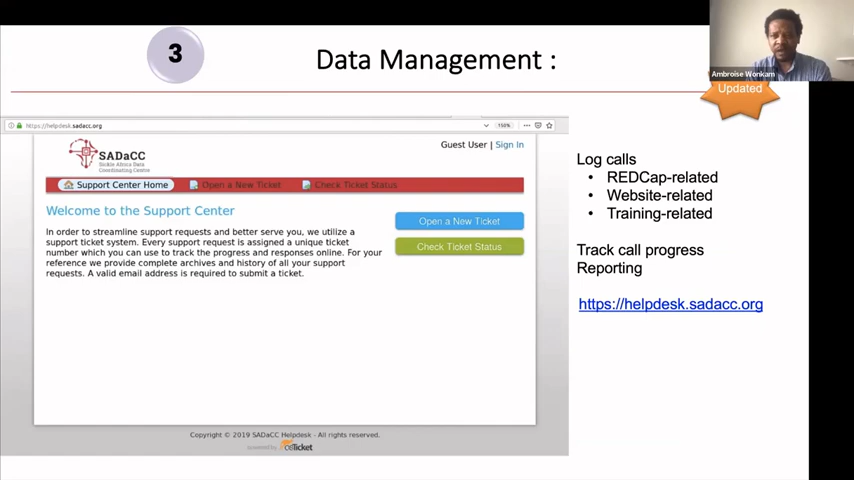 3
Data Management :
Ambroise Wonkam
Updated
https://helpdesk.sadacc.org
150%
SADaCC
Sickle Africa Data
Coordinating Centre
Guest User | Sign In
Support Center Home
Open a New Ticket
Check Ticket Status
Welcome to the Support Center
In order to streamline support requests and better serve you, we utilize a
support ticket system. Every support request is assigned a unique ticket
number which you can use to track the progress and responses online. For your
reference we provide complete archives and history of all your support
requests. A valid email address is required to submit a ticket.
Open a New Ticket
Check Ticket Status
Copyright © 2019 SADaCC Helpdesk - All rights reserved.
powered by osTicket
Log calls
• REDCap-related
• Website-related
• Training-related
Track call progress
Reporting
https://helpdesk.sadacc.org